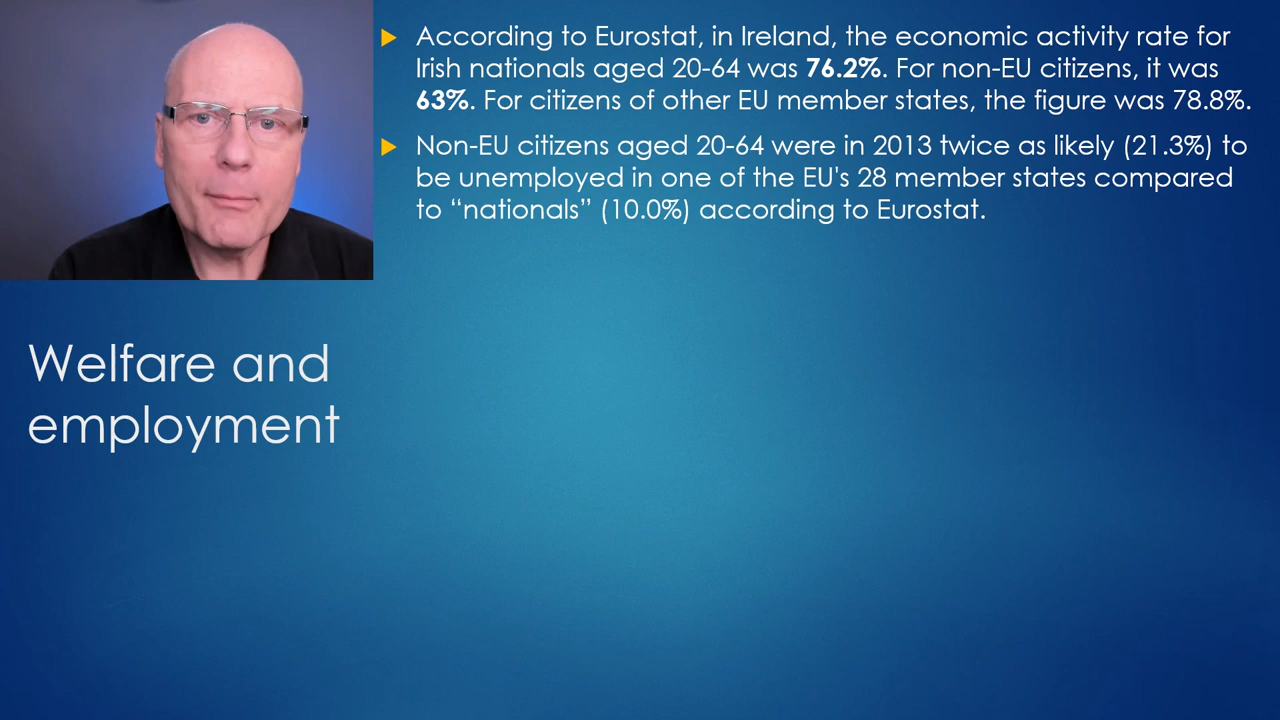 According to Eurostat, in Ireland, the economic activity rate for
Irish nationals aged 20-64 was 76.2%. For non-EU citizens, it was
63%. For citizens of other EU member states, the figure was 78.8%.
Non-EU citizens aged 20-64 were in 2013 twice as likely (21.3%) to
be unemployed in one of the EU's 28 member states compared
to “nationals” (10.0%) according to Eurostat.
Welfare and
employment